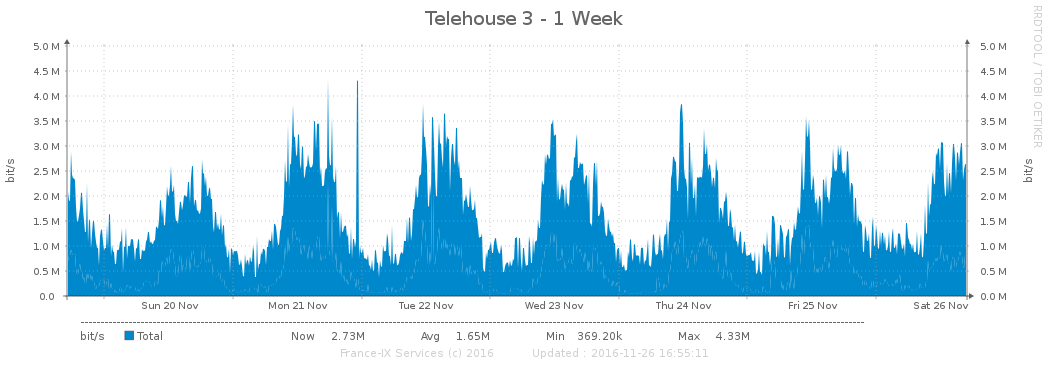 Telehouse 3 - 1 Week
RRDTOOL / TOBI OETIKER
5.0 M 5.0 M
4.5 M 4.5 M
4.0 M 4.0 M
3.5 M 3.5 M
3.0 M 3.0 M
2.5 M 2.5 M
2.0 M 2.0 M
1.5 M 1.5 M
1.0 M 1.0 M
0.5 M 0.5 M
0.0 0.0 M
bit/s
bit/s
Sun 20 Nov Mon 21 Nov Tue 22 Nov Wed 23 Nov Thu 24 Nov Fri 25 Nov Sat 26 Nov
bit/s Total Now 2.73M Avg 1.65M Min 369.20k Max 4.33M
France-IX Services (c) 2016 Updated : 2016-11-26 16:55:11